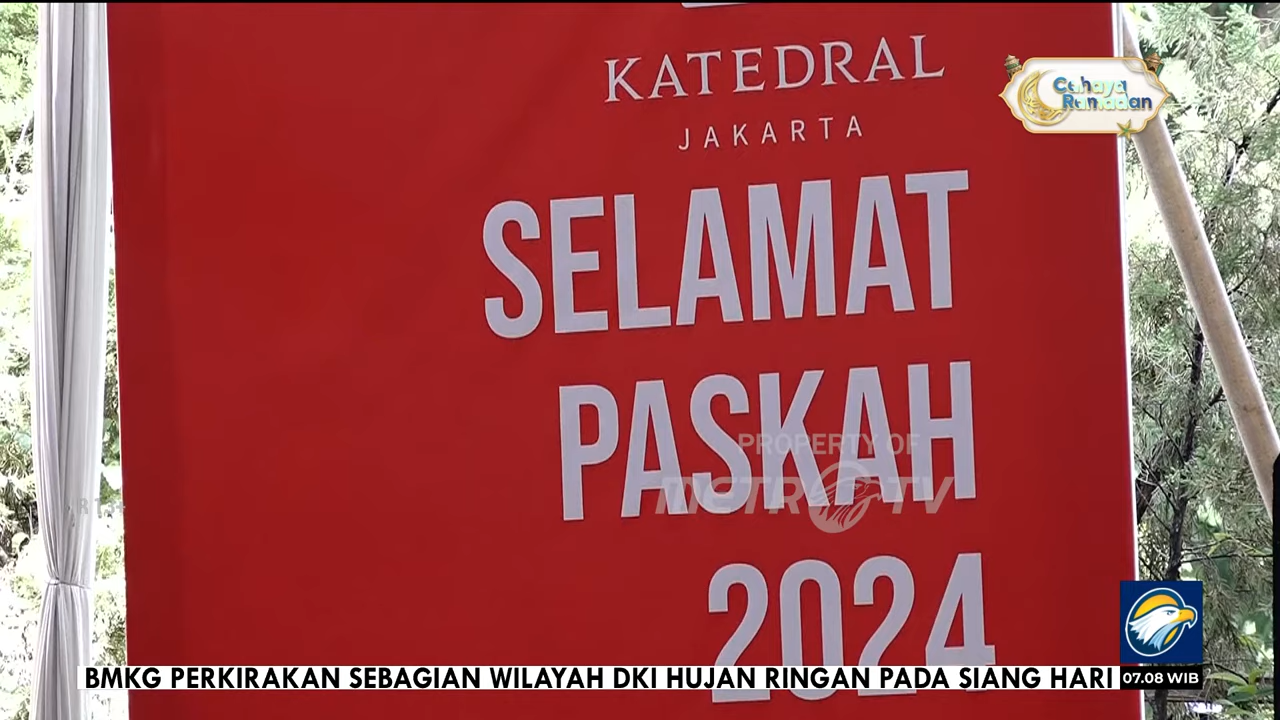 KATEDRAL
JAKARTA
Cahaya
Ramadan
SELAMAT
PASKAH
PROPERTY OF
METRO TV
2024
BMKG PERKIRAKAN SEBAGIAN WILAYAH DKI HUJAN RINGAN PADA SIANG HARI
07.08 WIB